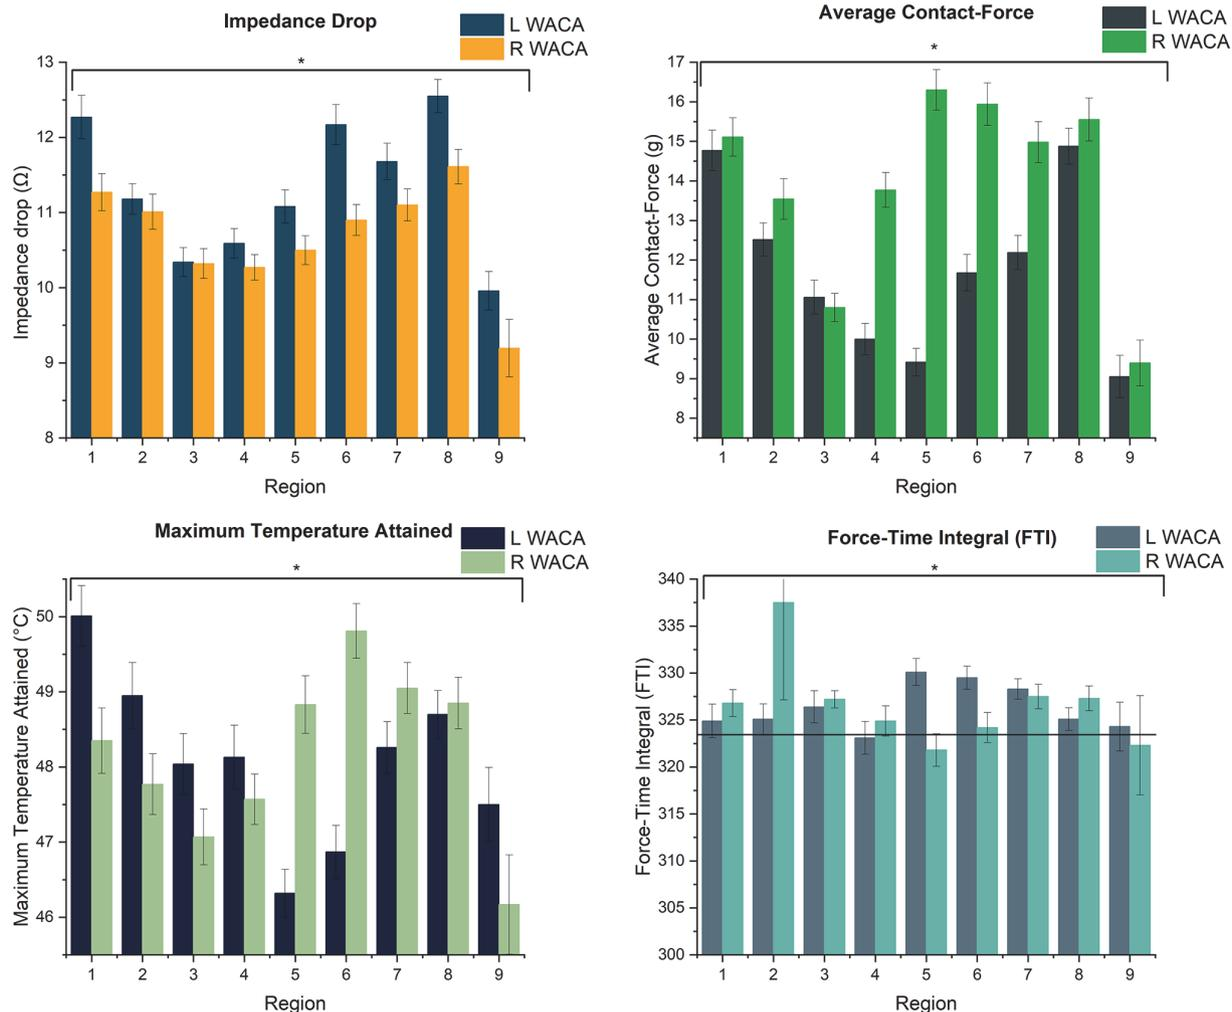 Impedance Drop
L WACA
R WACA
*
13
12
11
10
9
8
Impedance drop (Ω)
1 2 3 4 5 6 7 8 9
Region
Average Contact-Force
L WACA
R WACA
*
17
16
15
14
13
12
11
10
9
8
Average Contact-Force (g)
1 2 3 4 5 6 7 8 9
Region
Maximum Temperature Attained
L WACA
R WACA
*
50
49
48
47
46
Maximum Temperature Attained (°C)
1 2 3 4 5 6 7 8 9
Region
Force-Time Integral (FTI)
L WACA
R WACA
*
340
335
330
325
320
315
310
305
300
Force-Time Integral (FTI)
1 2 3 4 5 6 7 8 9
Region